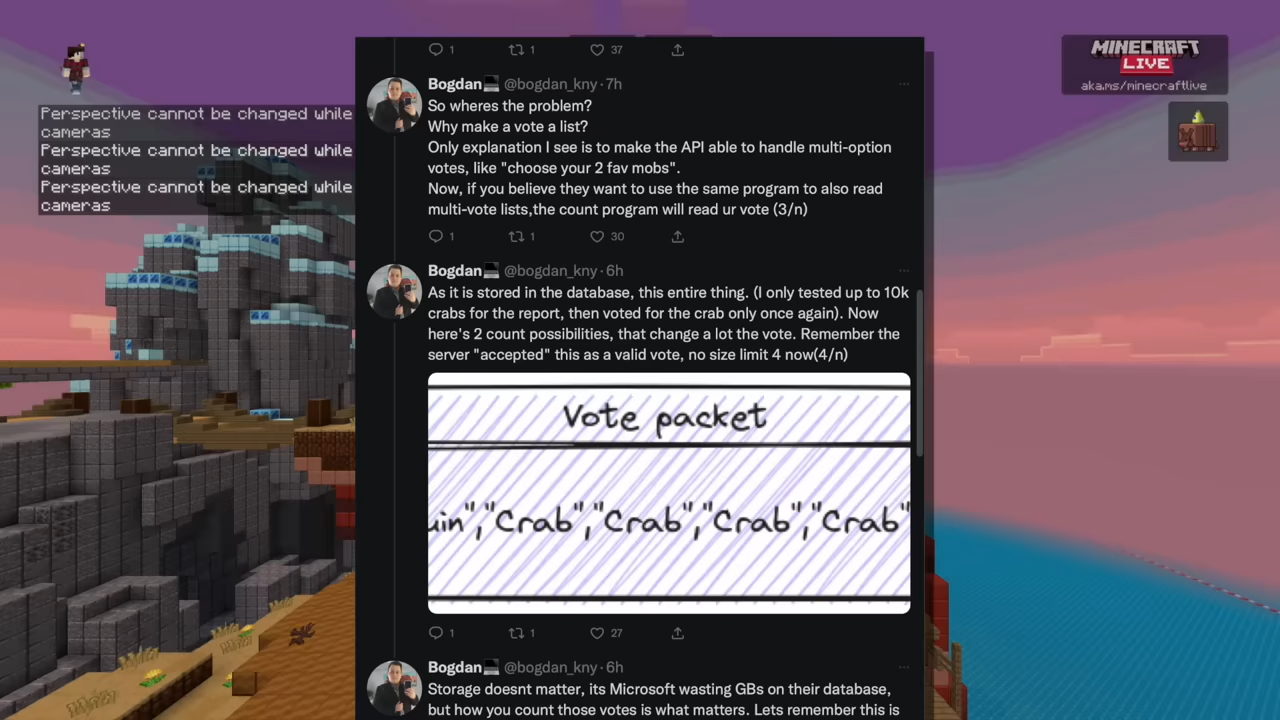 1 1 37
Bogdan @bogdan_kny · 7h
So wheres the problem?
Why make a vote a list?
Only explanation I see is to make the API able to handle multi-option
votes, like "choose your 2 fav mobs".
Now, if you believe they want to use the same program to also read
multi-vote lists,the count program will read ur vote (3/n)
1 1 30
Bogdan @bogdan_kny · 6h
As it is stored in the database, this entire thing. (I only tested up to 10k
crabs for the report, then voted for the crab only once again). Now
here's 2 count possibilities, that change a lot the vote. Remember the
server "accepted" this as a valid vote, no size limit 4 now(4/n)
Vote packet
uin","Crab","Crab","Crab","Crab"
1 1 27
Bogdan @bogdan_kny · 6h
Storage doesnt matter, its Microsoft wasting GBs on their database,
but how you count those votes is what matters. Lets remember this is
Perspective cannot be changed while
cameras
Perspective cannot be changed while
cameras
Perspective cannot be changed while
cameras
MINECRAFT
LIVE
aka.ms/minecraftlive